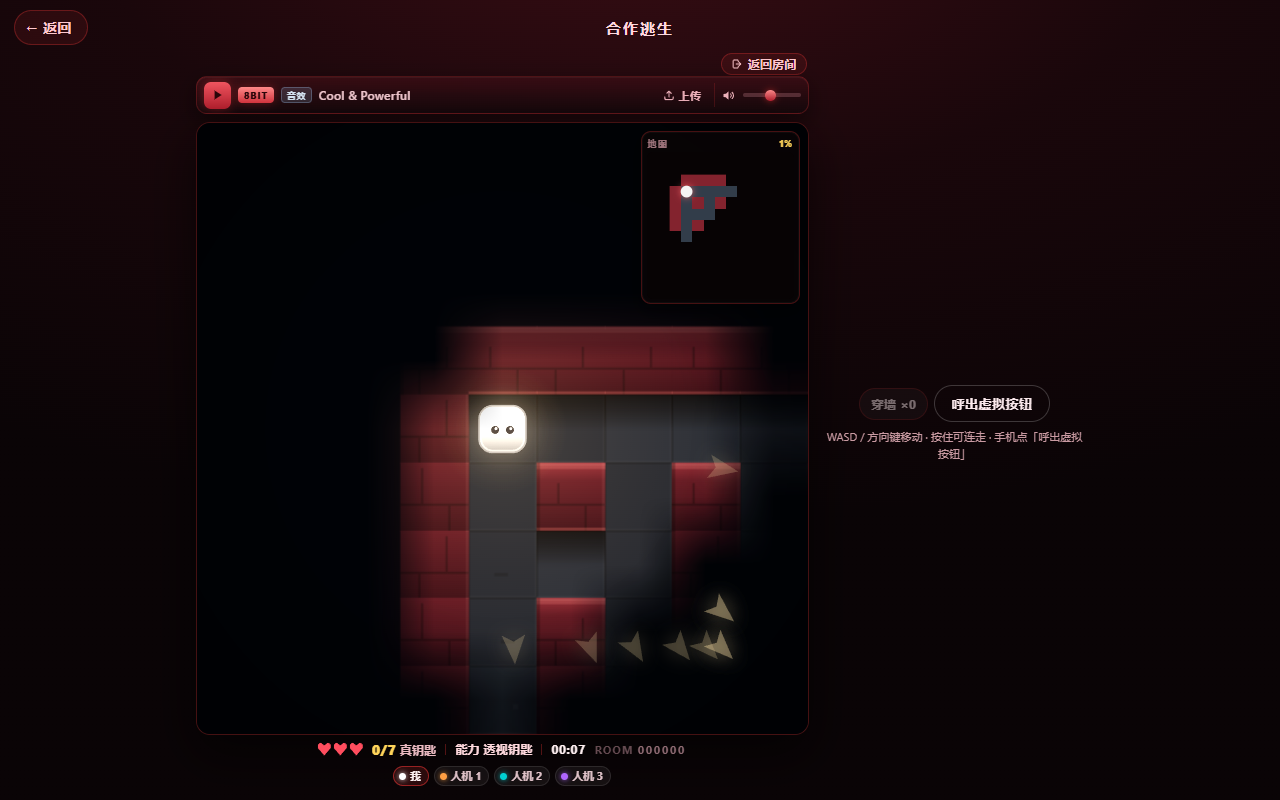 ← 返回
合作逃生
返回房间
8BIT 音效 Cool & Powerful 上传
地图 1%
穿墙 ×0 呼出虚拟按钮
WASD / 方向键移动 · 按住可连走 · 手机点「呼出虚拟
按钮」
0/7 真钥匙 能力 透视钥匙 00:07 ROOM 000000
我 人机 1 人机 2 人机 3